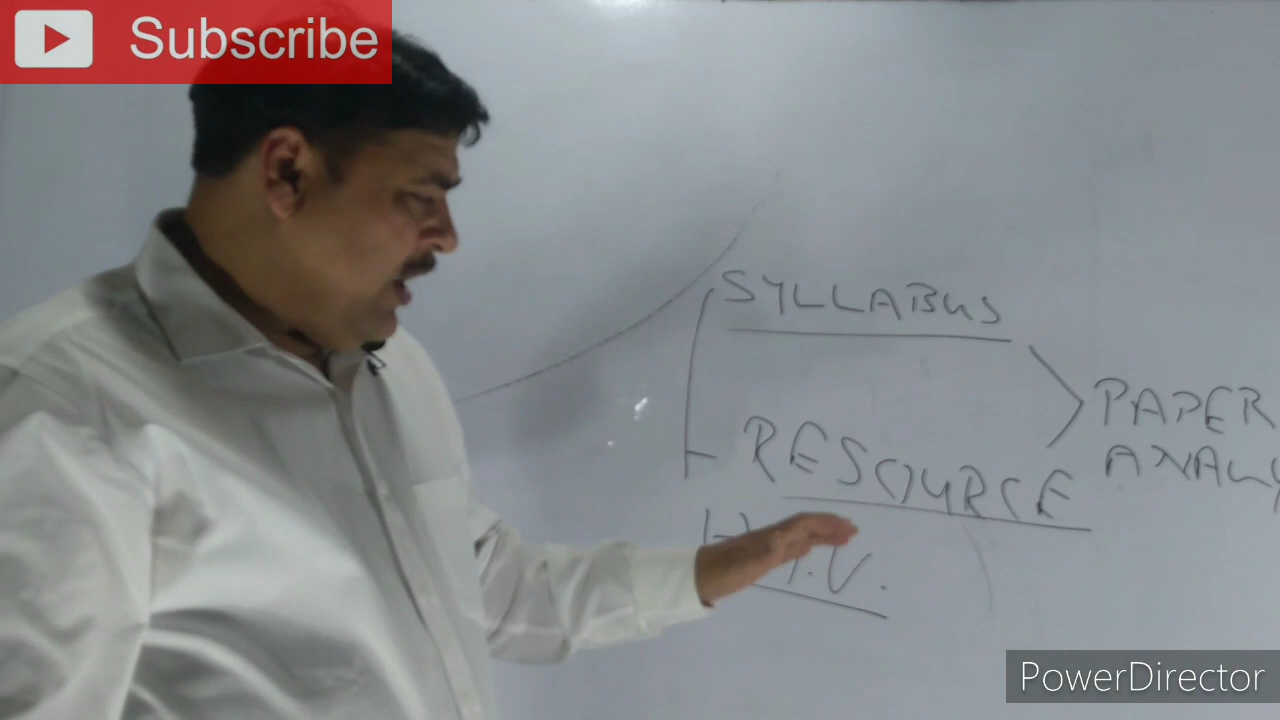 Subscribe
SYLLABUS
RESOURCE
PAPER
PowerDirector